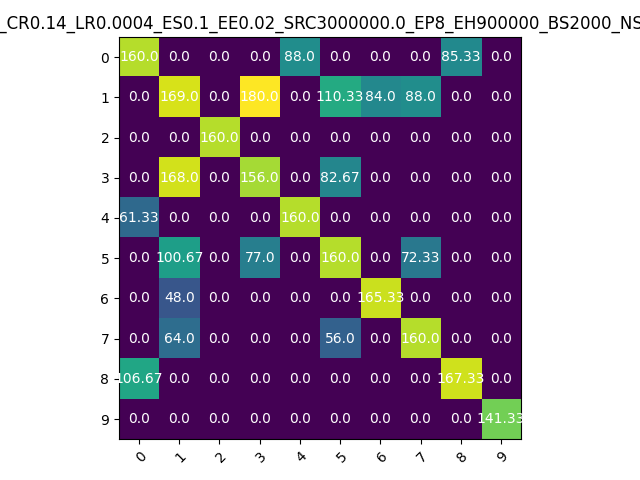 _CR0.14_LR0.0004_ES0.1_EE0.02_SRC3000000.0_EP8_EH900000_BS2000_NS
0 160.0 0.0 0.0 0.0 88.0 0.0 0.0 0.0 85.33 0.0
1 0.0 169.0 0.0 180.0 0.0 110.33 84.0 88.0 0.0 0.0
2 0.0 0.0 160.0 0.0 0.0 0.0 0.0 0.0 0.0 0.0
3 0.0 168.0 0.0 156.0 0.0 82.67 0.0 0.0 0.0 0.0
4 61.33 0.0 0.0 0.0 160.0 0.0 0.0 0.0 0.0 0.0
5 0.0 100.67 0.0 77.0 0.0 160.0 0.0 72.33 0.0 0.0
6 0.0 48.0 0.0 0.0 0.0 0.0 165.33 0.0 0.0 0.0
7 0.0 64.0 0.0 0.0 0.0 56.0 0.0 160.0 0.0 0.0
8 106.67 0.0 0.0 0.0 0.0 0.0 0.0 0.0 167.33 0.0
9 0.0 0.0 0.0 0.0 0.0 0.0 0.0 0.0 0.0 141.33
0 1 2 3 4 5 6 7 8 9